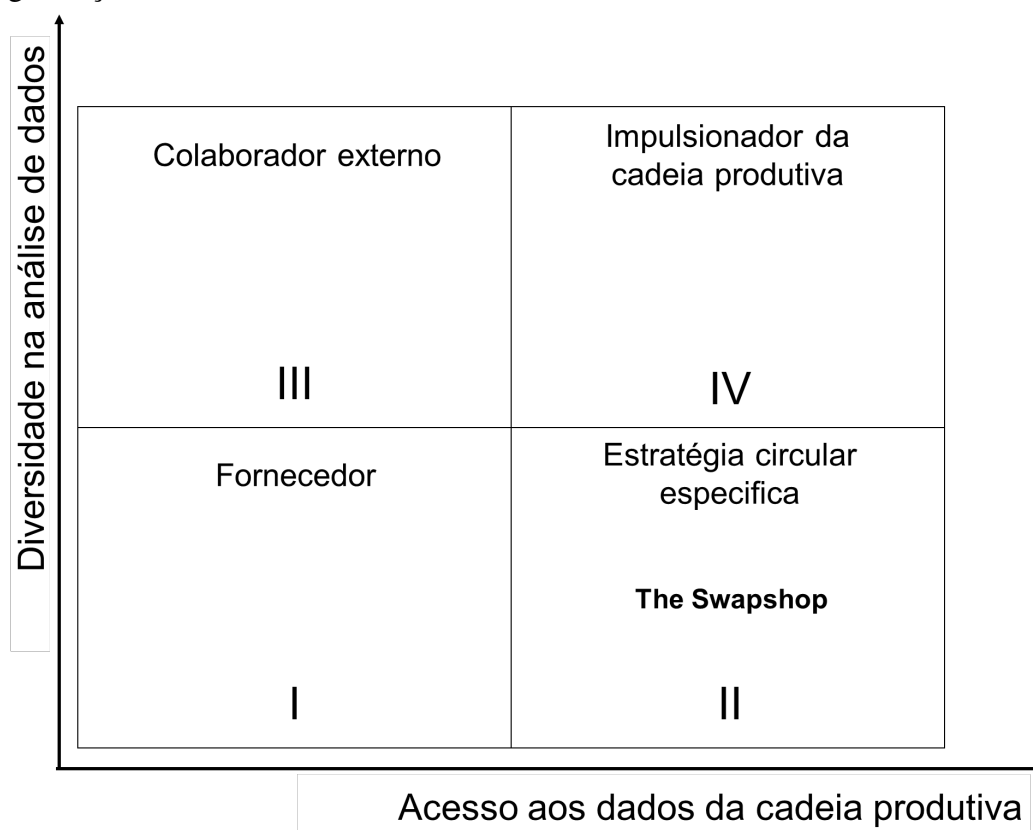 Diversidade na análise de dados
Colaborador externo
III
Impulsionador da
cadeia produtiva
IV
Fornecedor
I
Estratégia circular
especifica
The Swapshop
II
Acesso aos dados da cadeia produtiva